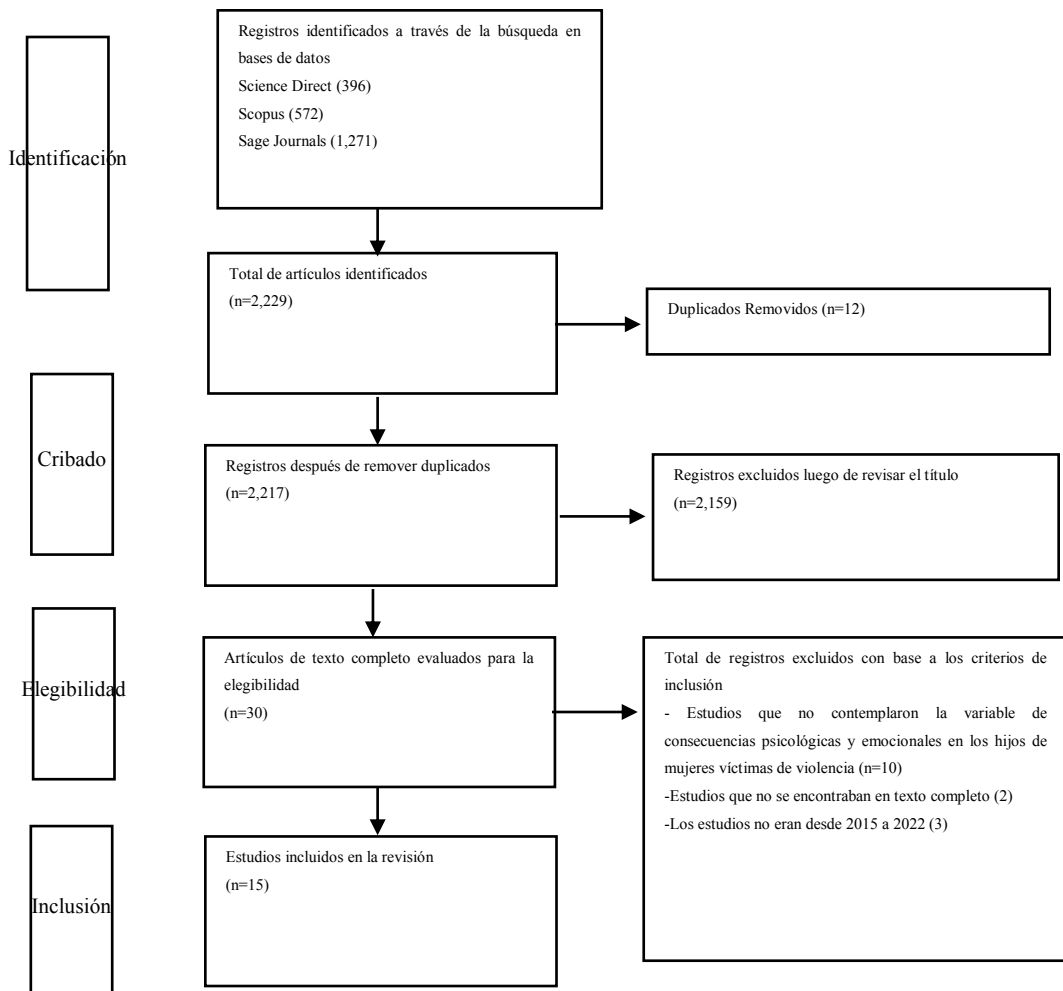 Registros identificados a través de la búsqueda en
bases de datos
Science Direct (396)
Scopus (572)
Sage Journals (1,271)
Identificación
Total de artículos identificados
(n=2,229)
Duplicados Removidos (n=12)
Cribado
Registros después de remover duplicados
(n=2,217)
Registros excluidos luego de revisar el título
(n=2,159)
Elegibilidad
Artículos de texto completo evaluados para la
elegibilidad
(n=30)
Total de registros excluidos con base a los criterios de
inclusión
- Estudios que no contemplaron la variable de
consecuencias psicológicas y emocionales en los hijos de
mujeres víctimas de violencia (n=10)
-Estudios que no se encontraban en texto completo (2)
-Los estudios no eran desde 2015 a 2022 (3)
Inclusión
Estudios incluidos en la revisión
(n=15)